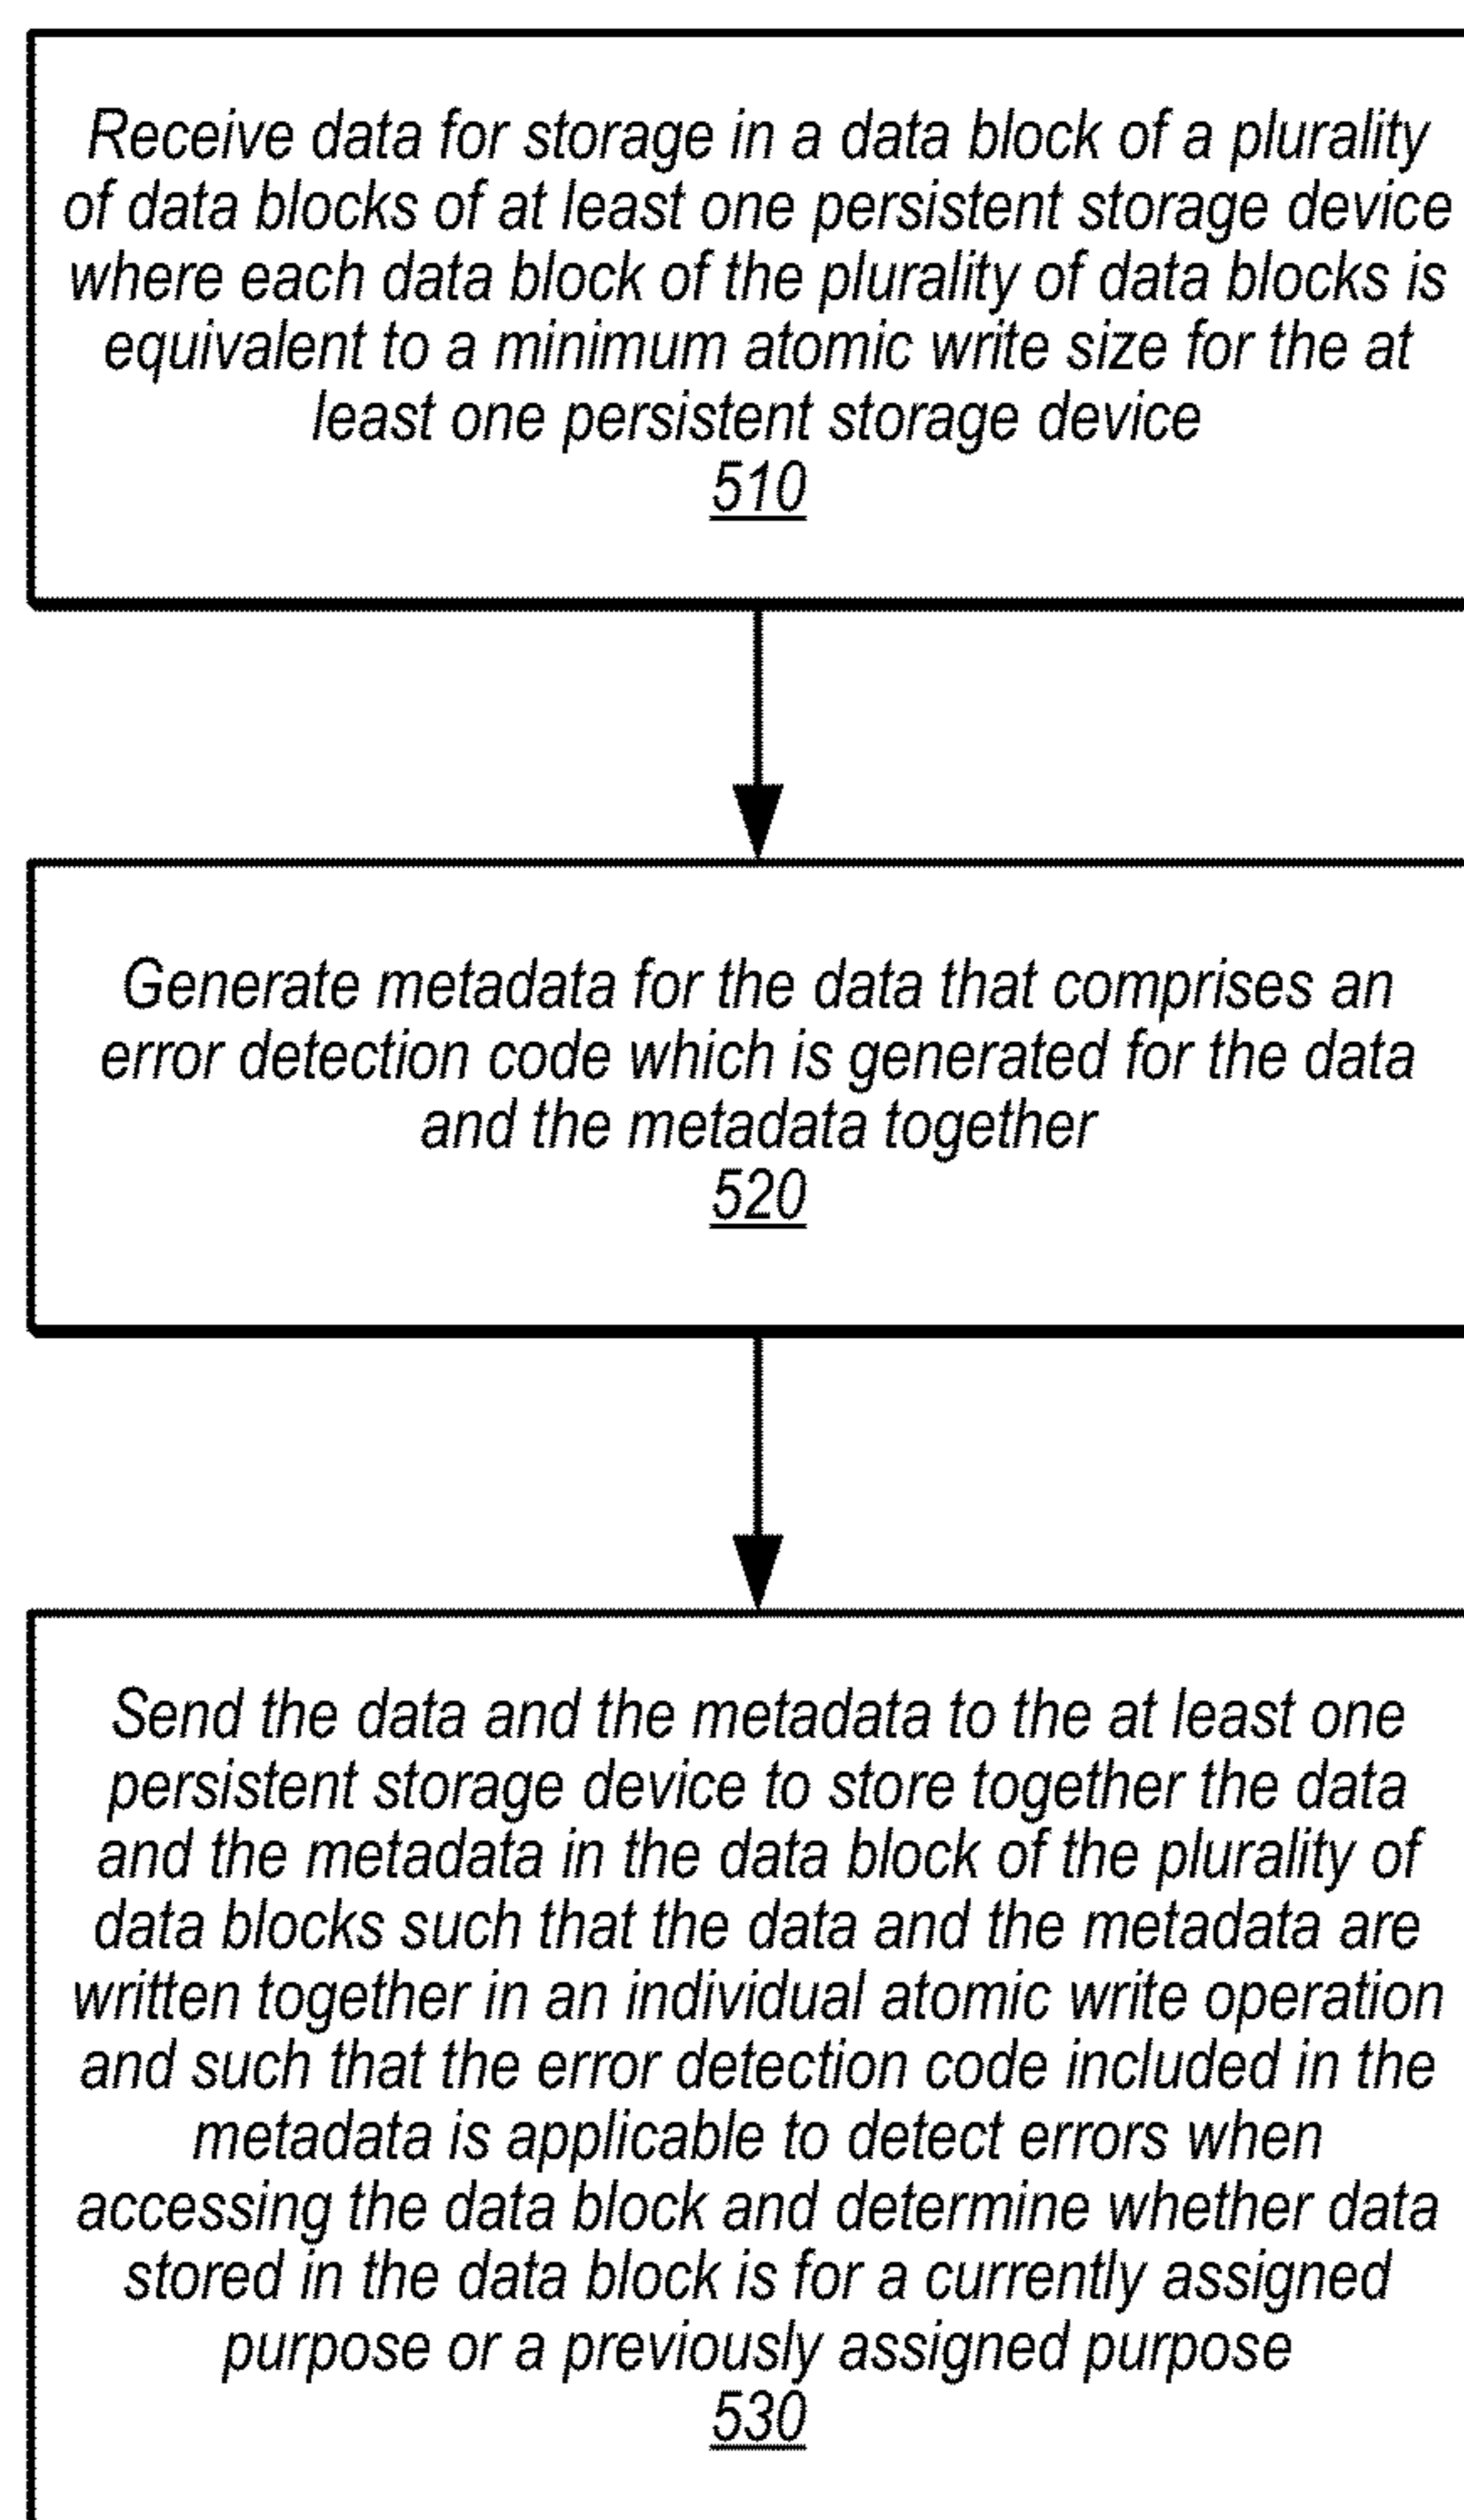 Receive data for storage in a data block of a plurality
of data blocks of at least one persistent storage device
where each data block of the plurality of data blocks is
equivalent to a minimum atomic write size for the at
least one persistent storage device
510
Generate metadata for the data that comprises an
error detection code which is generated for the data
and the metadata together
520
Send the data and the metadata to the at least one
persistent storage device to store together the data
and the metadata in the data block of the plurality of
data blocks such that the data and the metadata are
written together in an individual atomic write operation
and such that the error detection code included in the
metadata is applicable to detect errors when
accessing the data block and determine whether data
stored in the data block is for a currently assigned
purpose or a previously assigned purpose
530